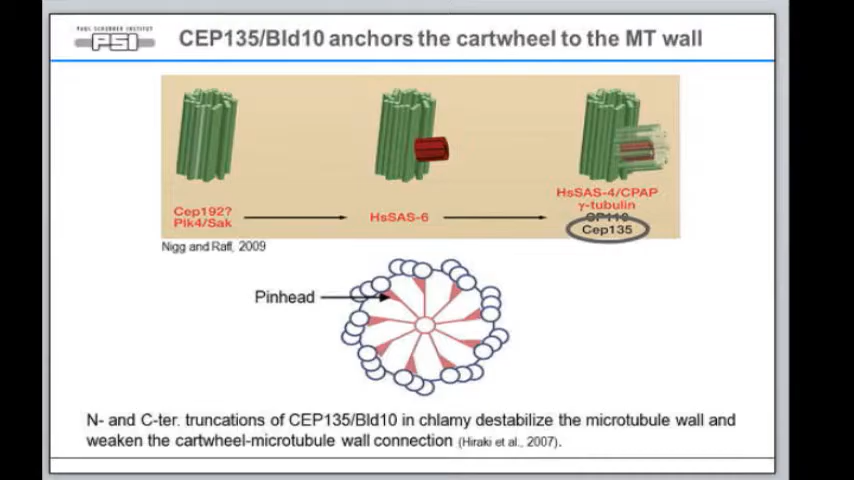 PAUL SCHERRER INSTITUT
PSI
CEP135/Bld10 anchors the cartwheel to the MT wall
Cep192?
Plk4/Sak
HsSAS-6
HsSAS-4/CPAP
γ-tubulin
CP110
Cep135
Nigg and Raff, 2009
Pinhead
N- and C-ter. truncations of CEP135/Bld10 in chlamy destabilize the microtubule wall and
weaken the cartwheel-microtubule wall connection (Hiraki et al., 2007).